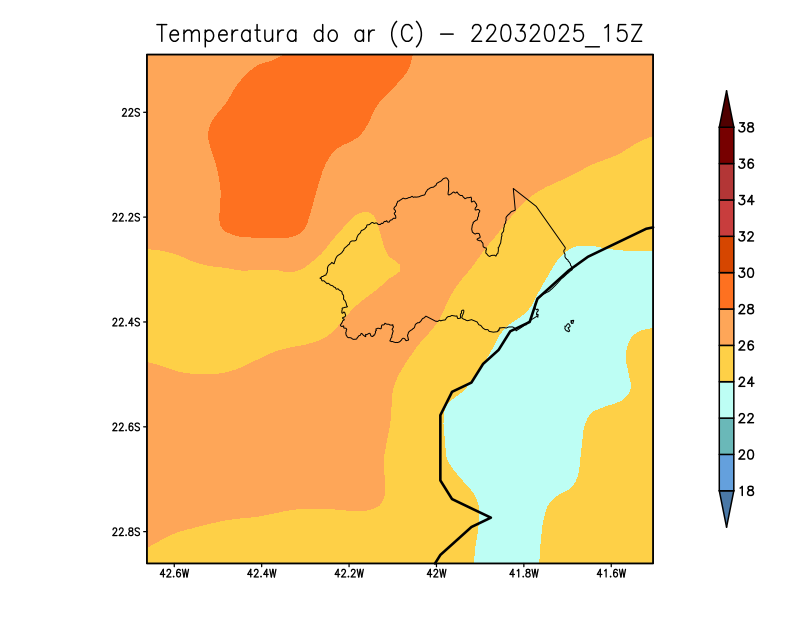 Temperatura do ar (C) - 22032025_15Z
22S
22.2S
22.4S
22.6S
22.8S
42.6W
42.4W
42.2W
42W
41.8W
41.6W
38
36
34
32
30
28
26
24
22
20
18